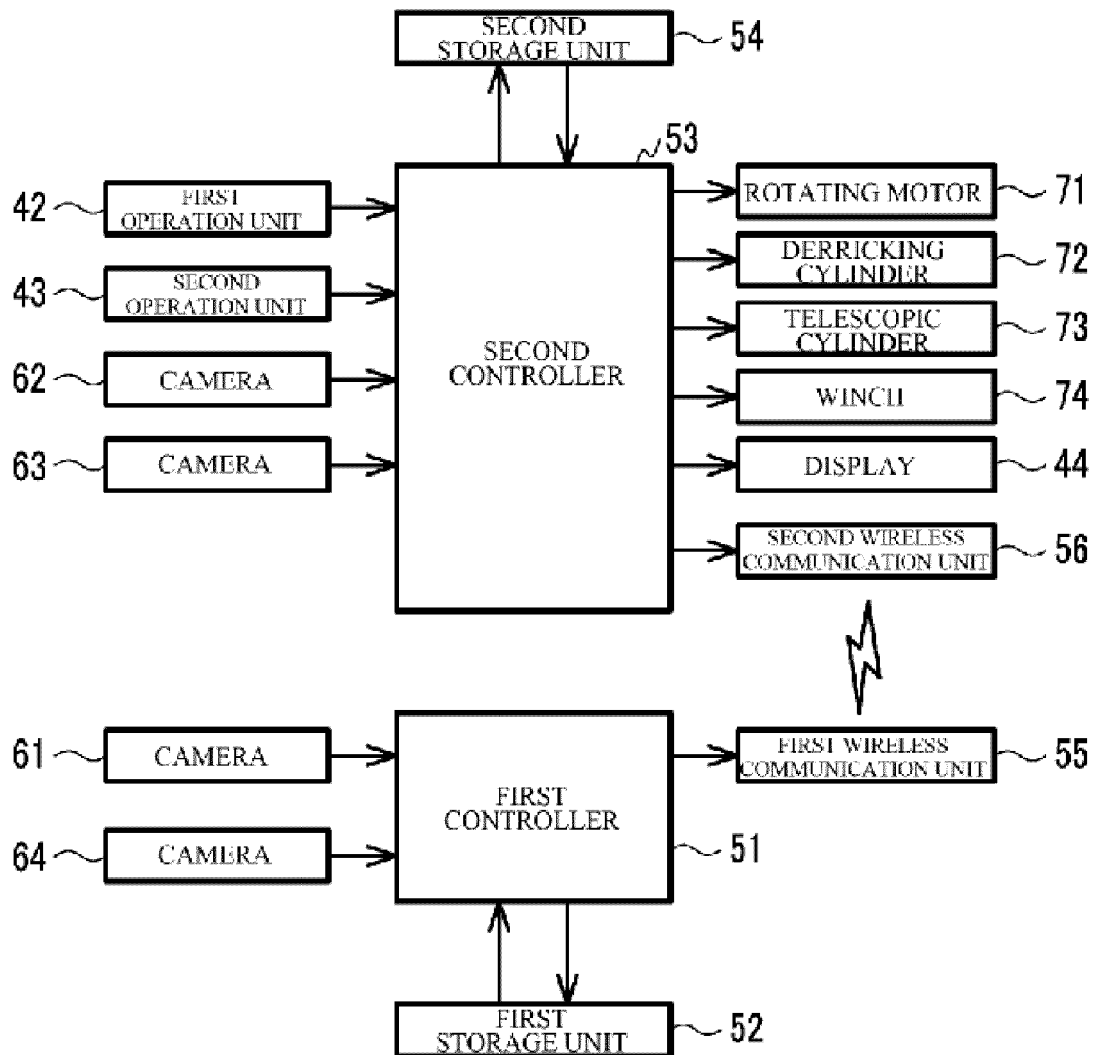 SECOND
STORAGE UNIT
54
53
42
FIRST
OPERATION UNIT
43
SECOND
OPERATION UNIT
62
CAMERA
63
CAMERA
SECOND
CONTROLLER
ROTATING MOTOR
71
DERRICKING
CYLINDER
72
TELESCOPIC
CYLINDER
73
WINCH
74
DISPLAY
44
SECOND WIRELESS
COMMUNICATION UNIT
56
61
CAMERA
64
CAMERA
FIRST
CONTROLLER
51
FIRST WIRELESS
COMMUNICATION UNIT
55
FIRST
STORAGE UNIT
52